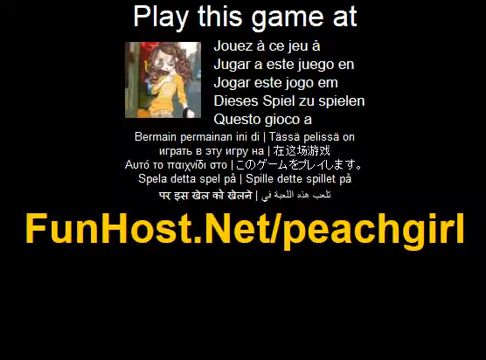 Play this game at
Jouez à ce jeu à
Jugar a este juego en
Jogar este jogo em
Dieses Spiel zu spielen
Questo gioco a
Bermain permainan ini di | Tässä pelissä on
играть в эту игру на | 在这场游戏
Αυτό το παιχνίδι στο | このゲームをプレイします。
Spela detta spel på | Spille dette spillet på
पर इस खेल को खेलने | تلعب هذه اللعبة في
FunHost.Net/peachgirl